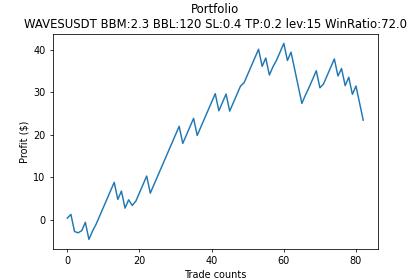 Portfolio
WAVESUSDT BBM:2.3 BBL:120 SL:0.4 TP:0.2 lev:15 WinRatio:72.0
Profit ($)
40
30
20
10
0
0 20 40 60 80
Trade counts